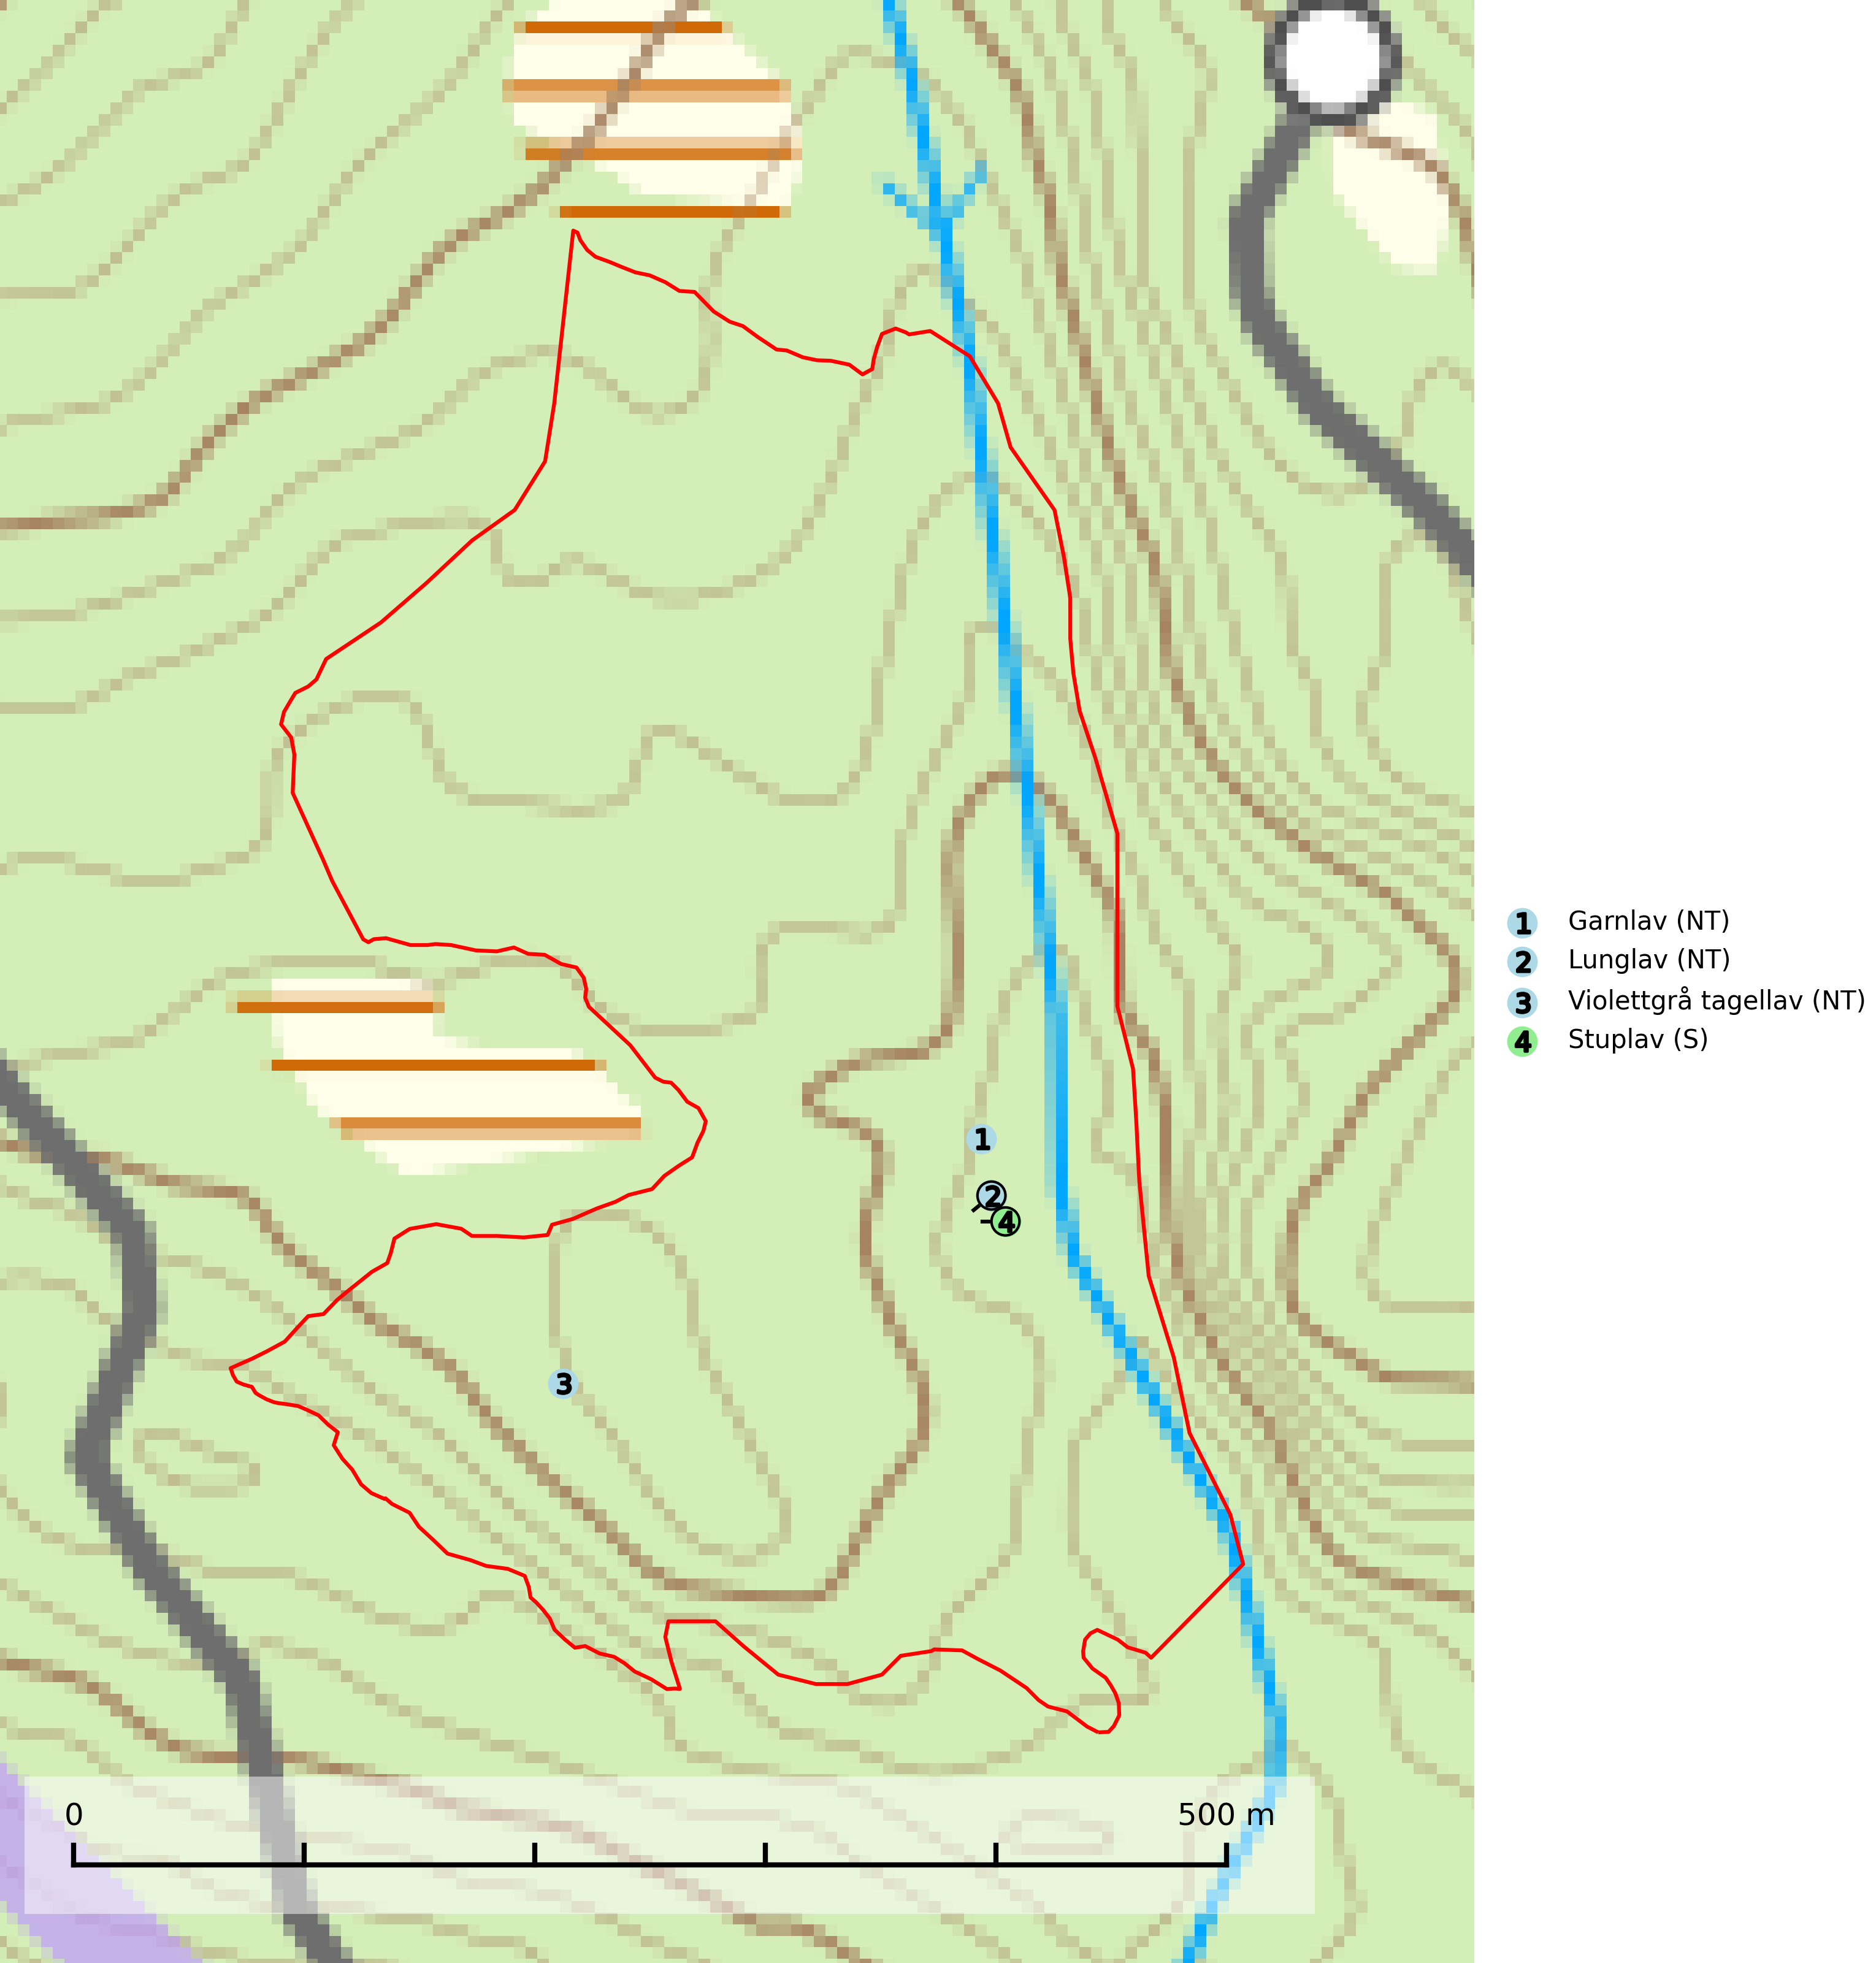 1
2
4
3
0
500 m
1 Garnlav (NT)
2 Lunglav (NT)
3 Violettgrå tagellav (NT)
4 Stuplav (S)